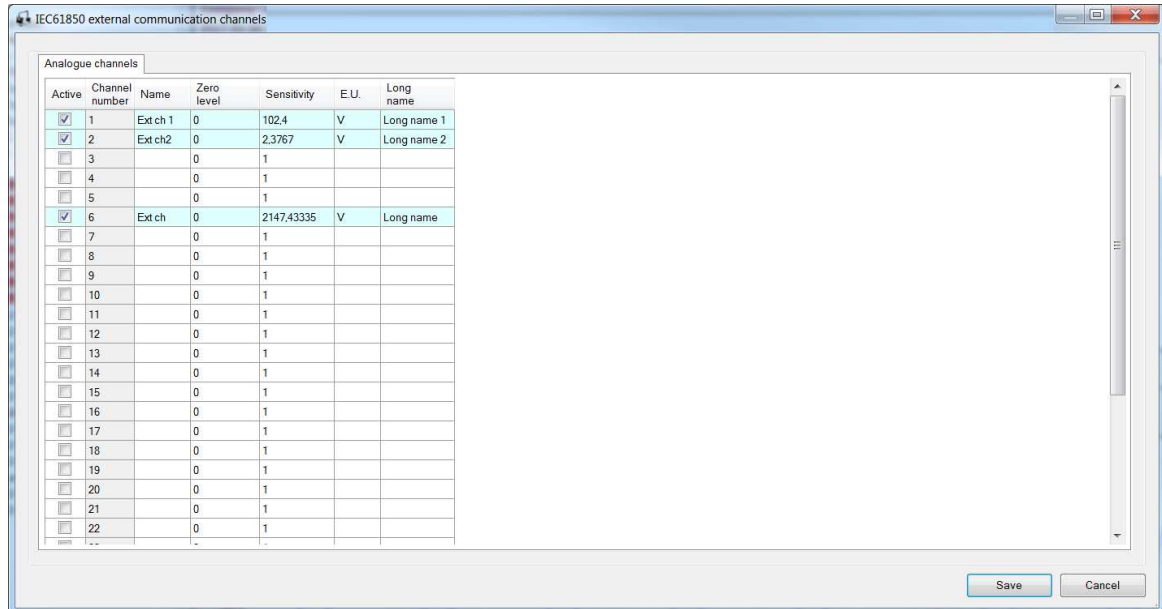 IEC61850 external communication channels
Analogue channels
Active Channel number Name Zero level Sensitivity E.U. Long name
1 Ext ch 1 0 102,4 V Long name 1
2 Ext ch2 0 2,3767 V Long name 2
3 0 1
4 0 1
5 0 1
6 Ext ch 0 2147,43335 V Long name
7 0 1
8 0 1
9 0 1
10 0 1
11 0 1
12 0 1
13 0 1
14 0 1
15 0 1
16 0 1
17 0 1
18 0 1
19 0 1
20 0 1
21 0 1
22 0 1
Save Cancel